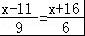 x-11/9 = x+16/6